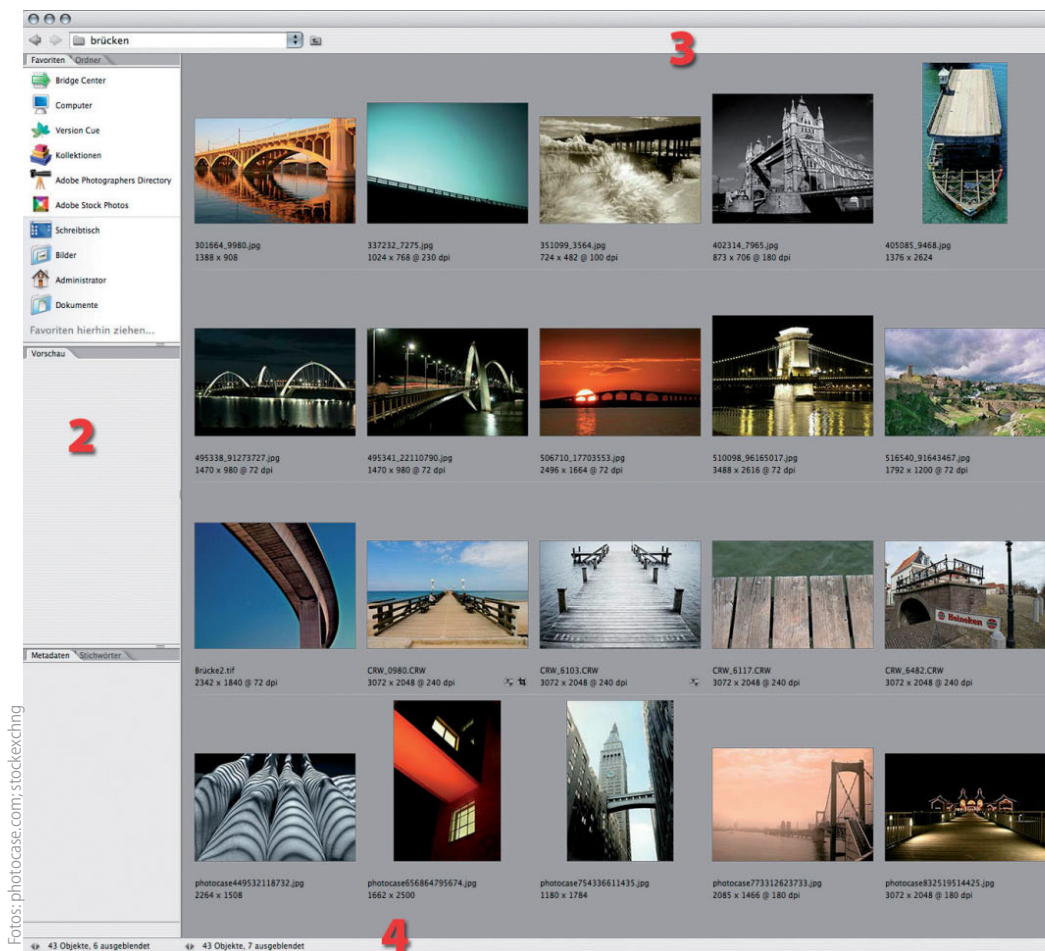 brücken
3
Favoriten Ordner
Bridge Center
Computer
Version Cue
Kollektionen
Adobe Photographers Directory
Adobe Stock Photos
Schreibtisch
Bilder
Administrator
Dokumente
Favoriten hierhin ziehen...
Vorschau
2
Metadaten Stichwörter
301664_9980.jpg
1388 x 908
337232_7275.jpg
1024 x 768 @ 230 dpi
351099_3564.jpg
724 x 482 @ 100 dpi
402314_7965.jpg
873 x 706 @ 180 dpi
405085_9468.jpg
1376 x 2624
495338_91273727.jpg
1470 x 980 @ 72 dpi
495341_22110790.jpg
1470 x 980 @ 72 dpi
506710_17703553.jpg
2496 x 1664 @ 72 dpi
510098_96165017.jpg
3488 x 2616 @ 72 dpi
516540_91643467.jpg
1792 x 1200 @ 72 dpi
Brücke2.tif
2342 x 1840 @ 72 dpi
CRW_0980.CRW
3072 x 2048 @ 240 dpi
CRW_6103.CRW
3072 x 2048 @ 240 dpi
CRW_6117.CRW
3072 x 2048 @ 240 dpi
Heineken
CRW_6482.CRW
3072 x 2048 @ 240 dpi
photocase449532118732.jpg
2264 x 1508
photocase656864795674.jpg
1662 x 2500
photocase754336611435.jpg
1180 x 1784
photocase773312623733.jpg
2085 x 1466 @ 180 dpi
photocase832519514425.jpg
3072 x 2048 @ 180 dpi
43 Objekte, 6 ausgeblendet
43 Objekte, 7 ausgeblendet
4
Fotos: photocase.com; stockexchng